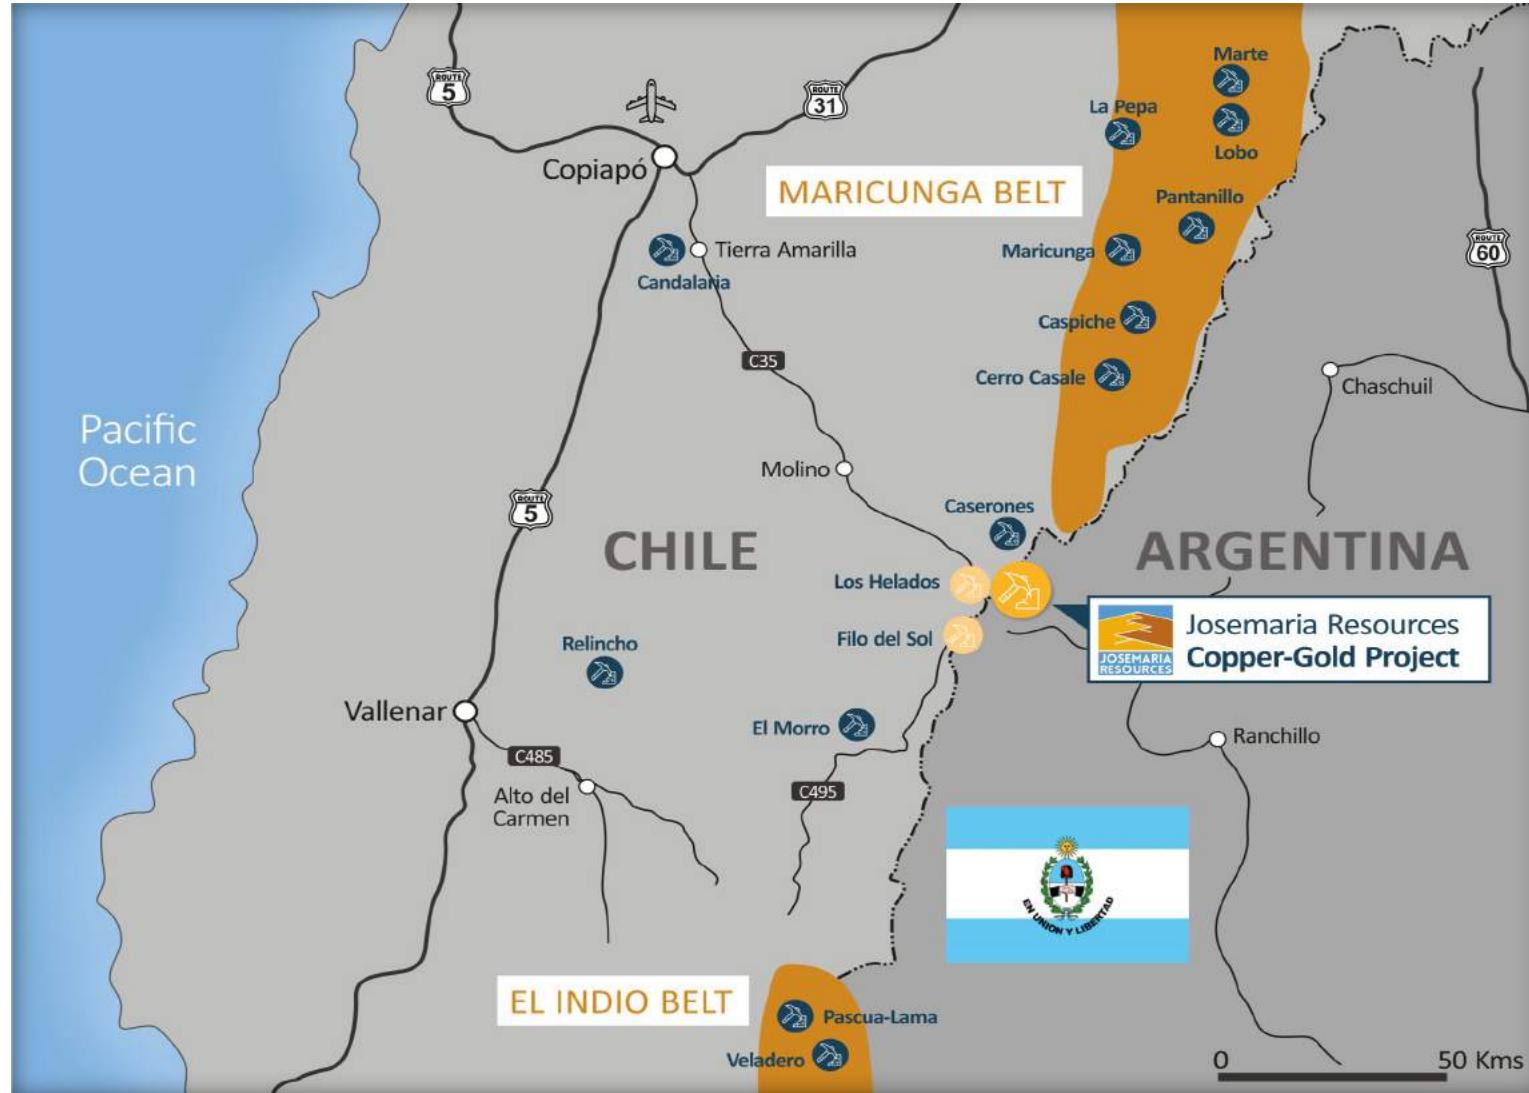 Marte
ROUTE
5
ROUTE
31
La Pepa
Lobo
Copiapó
MARICUNGA BELT
Pantanillo
Tierra Amarilla
Maricunga
ROUTE
60
Candalaria
Caspiche
C35
Cerro Casale
Chaschuil
Pacific
Ocean
Molino
ROUTE
5
Caserones
CHILE
ARGENTINA
Los Helados
JOSEMARIA
RESOURCES
Josemaria Resources
Copper-Gold Project
Filo del Sol
Relincho
Vallenar
El Morro
Ranchillo
C485
C495
Alto del
Carmen
EN UNION Y LIBERTAD
EL INDIO BELT
Pascua-Lama
Veladero
0 50 Kms